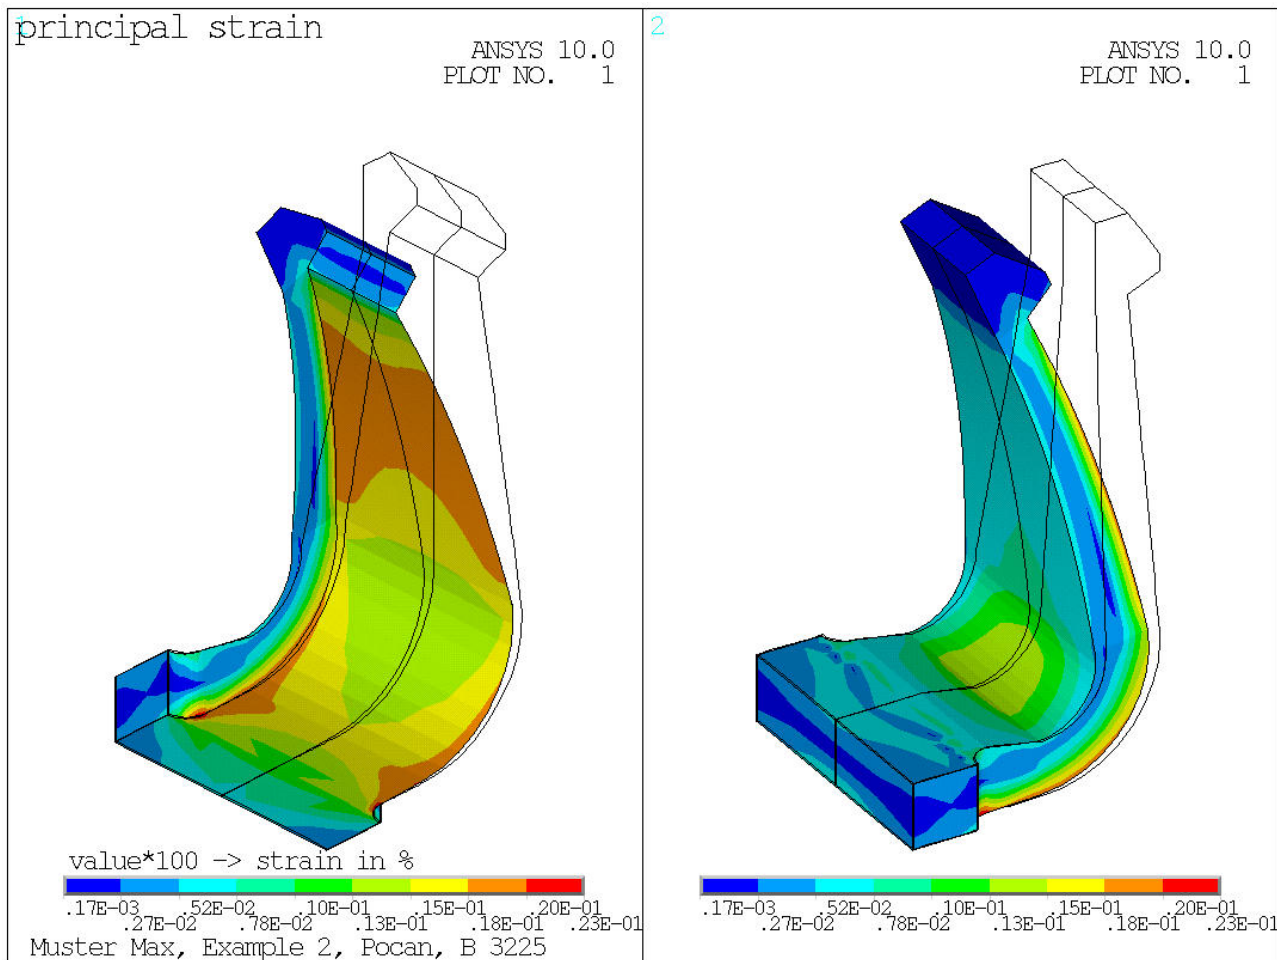 1
principal strain
ANSYS 10.0
PLOT NO. 1
value*100 -> strain in %
.17E-03 .27E-02 .52E-02 .78E-02 .10E-01 .13E-01 .15E-01 .18E-01 .20E-01 .23E-01
Muster Max, Example 2, Pocan, B 3225
2
ANSYS 10.0
PLOT NO. 1
.17E-03 .27E-02 .52E-02 .78E-02 .10E-01 .13E-01 .15E-01 .18E-01 .20E-01 .23E-01